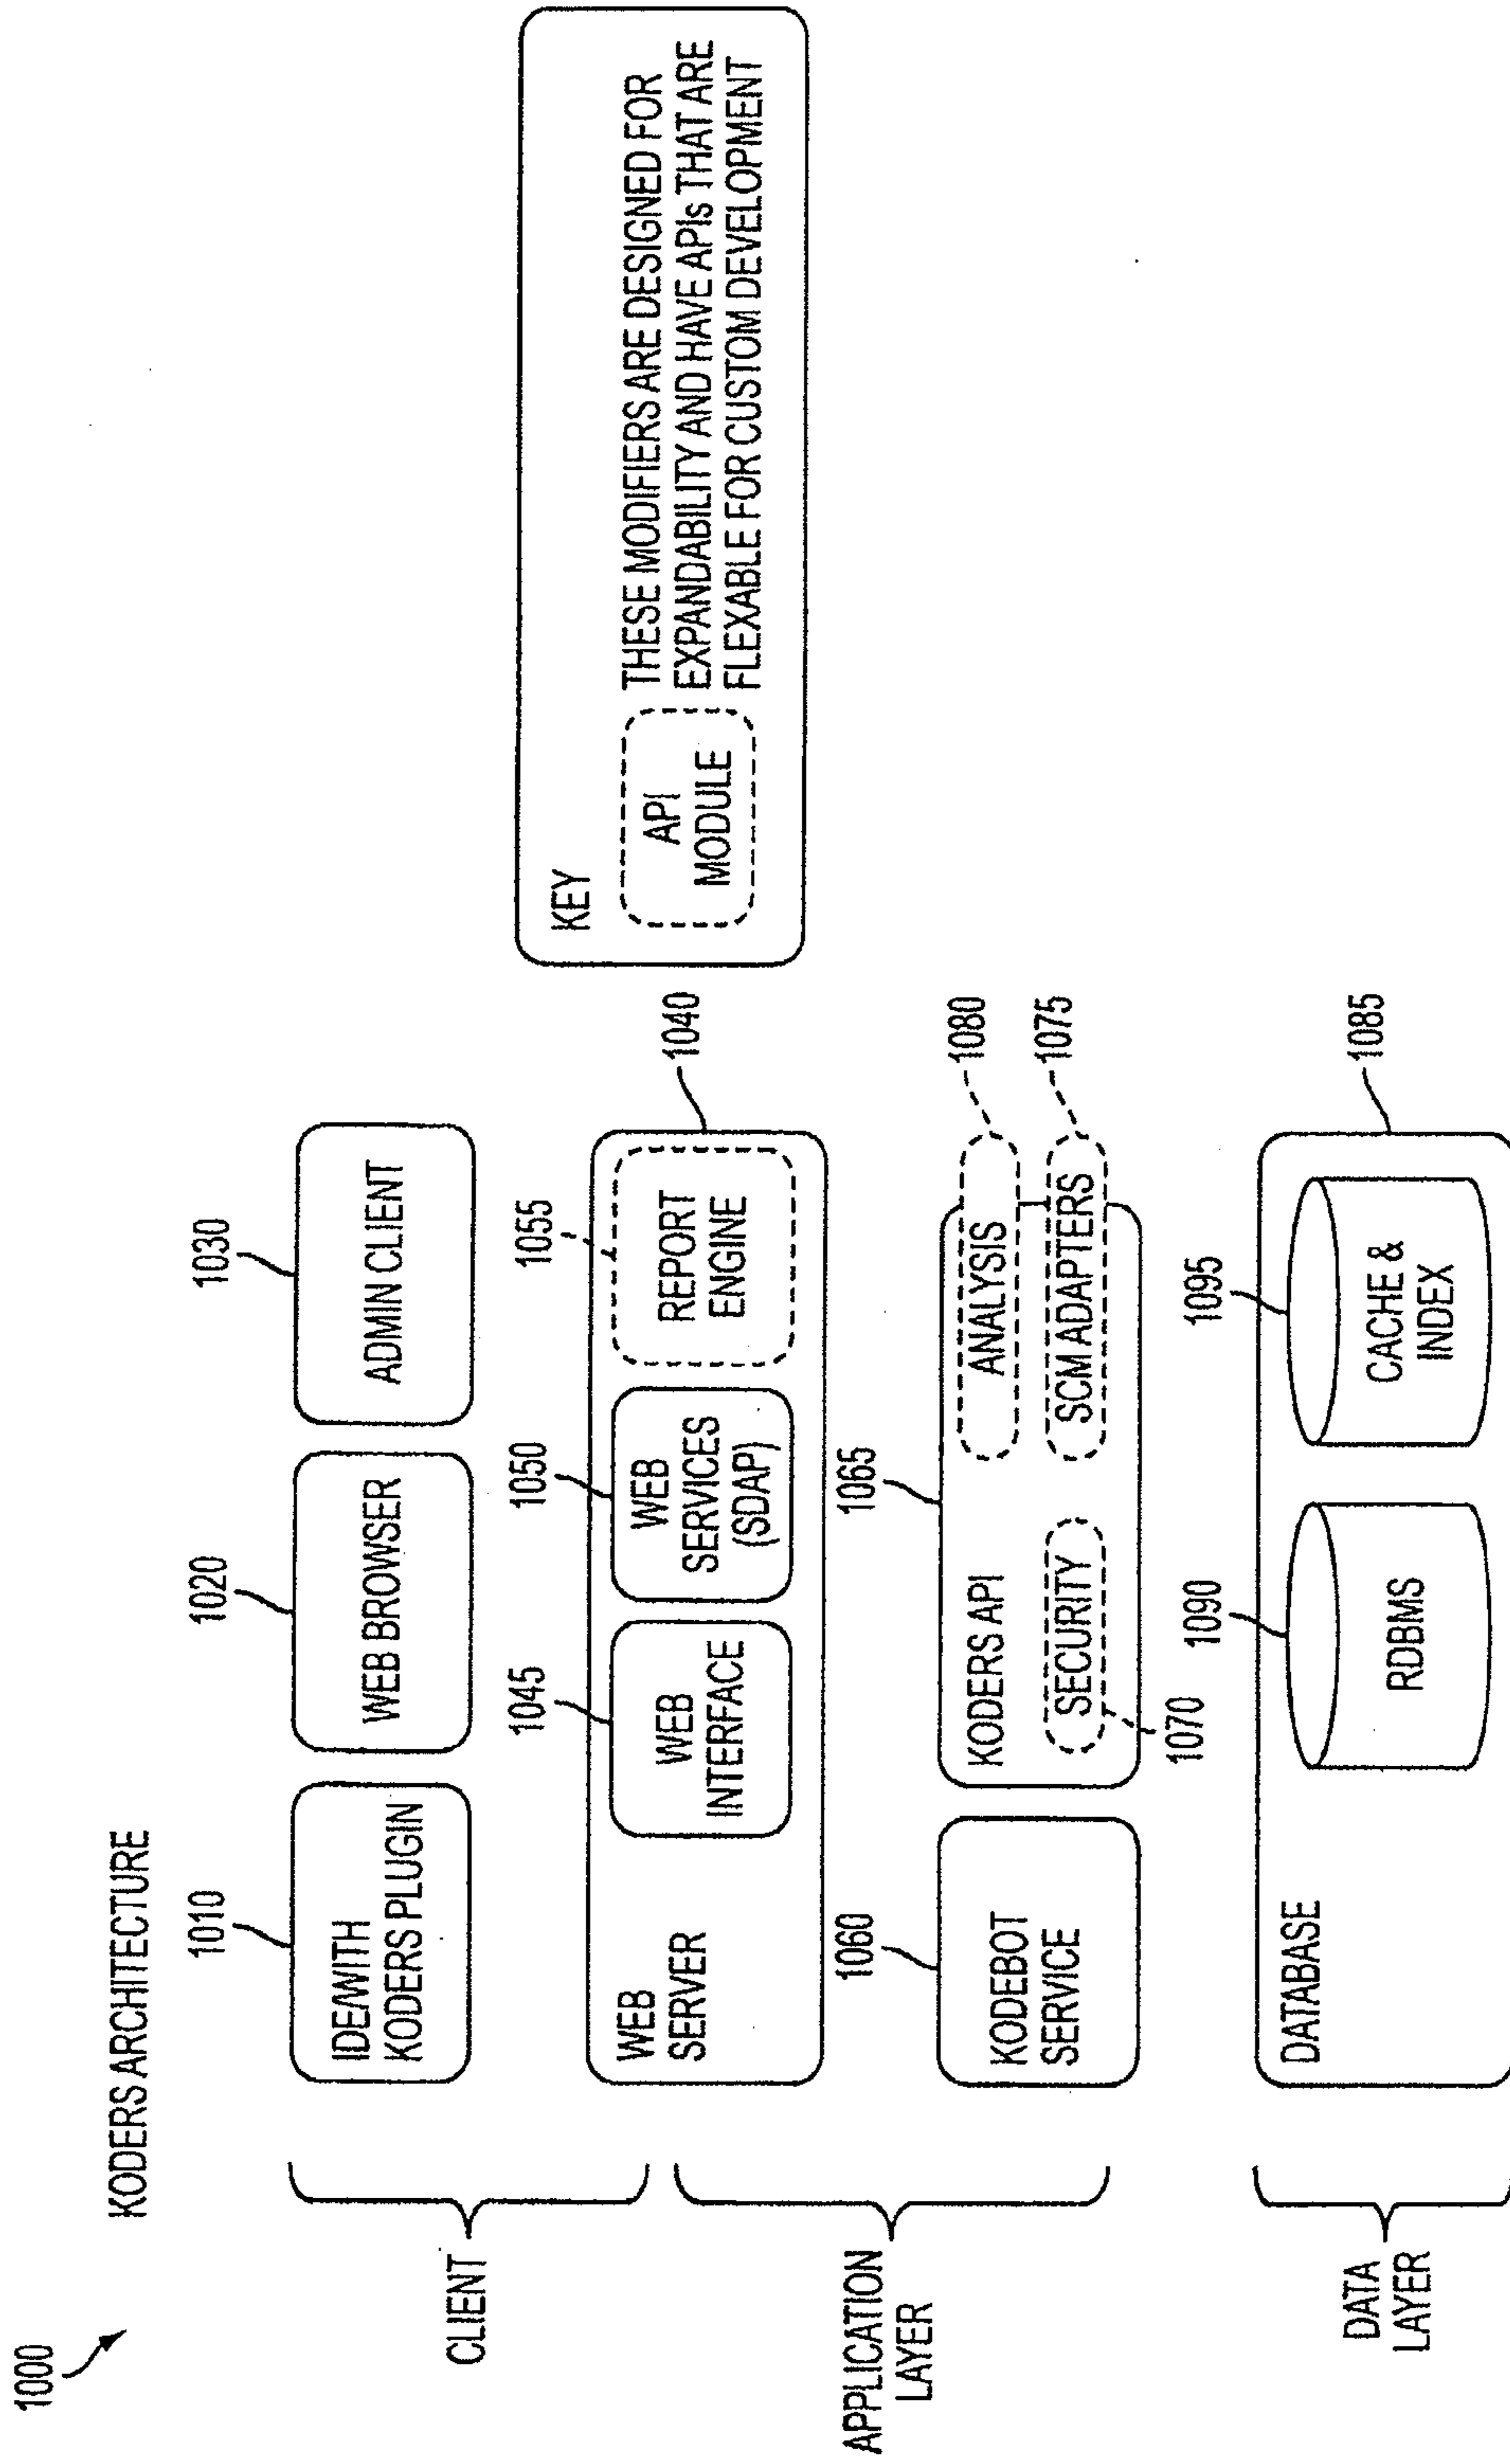 1000
KODERS ARCHITECTURE
CLIENT
1010
IDE/WITH
KODERS PLUGIN
1020
WEB BROWSER
1030
ADMIN CLIENT
WEB
SERVER
1045
WEB
INTERFACE
1050
WEB
SERVICES
(SDAP)
1055
REPORT
ENGINE
1040
KEY
API
MODULE
THESE MODIFIERS ARE DESIGNED FOR
EXPANDABILITY AND HAVE APIs THAT ARE
FLEXABLE FOR CUSTOM DEVELOPMENT
APPLICATION
LAYER
1060
KODEBOT
SERVICE
1065
KODERS API
SECURITY
1070
ANALYSIS
1080
SCM ADAPTERS
1075
DATA
LAYER
DATABASE
1090
RDBMS
1095
CACHE &
INDEX
1085